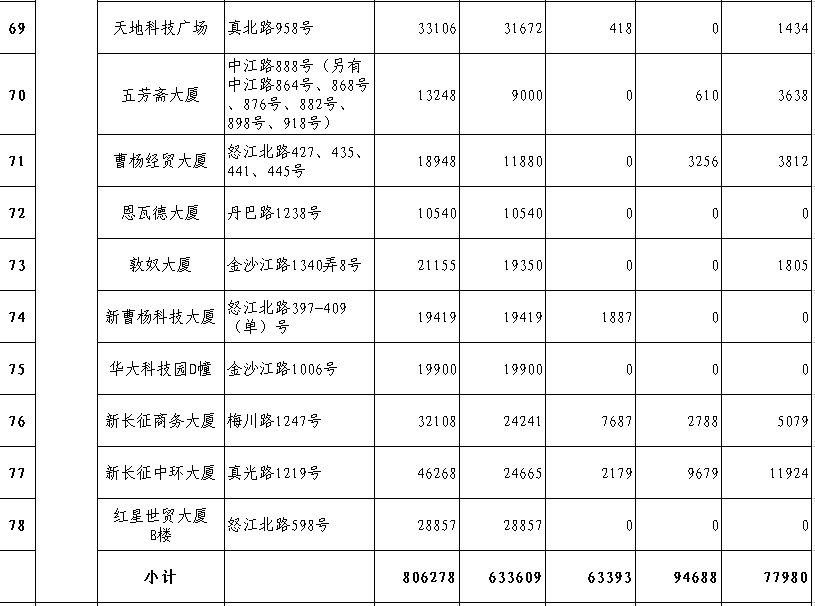 69 天地科技广场 真北路958号 33106 31672 418 0 1434
70 五芳斋大厦 中江路888号（另有
中江路864号、868号
、876号、882号、
898号、918号） 13248 9000 0 610 3638
71 曹杨经贸大厦 怒江北路427、435、
441、445号 18948 11880 0 3256 3812
72 恩瓦德大厦 丹巴路1238号 10540 10540 0 0 0
73 敦奴大厦 金沙江路1340弄8号 21155 19350 0 0 1805
74 新曹杨科技大厦 怒江北路397-409
（单）号 19419 19419 1887 0 0
75 华大科技园D幢 金沙江路1006号 19900 19900 0 0 0
76 新长征商务大厦 梅川路1247号 32108 24241 7687 2788 5079
77 新长征中环大厦 真光路1219号 46268 24665 2179 9679 11924
78 红星世贸大厦
B楼 怒江北路598号 28857 28857 0 0 0
小计 806278 633609 63393 94688 77980